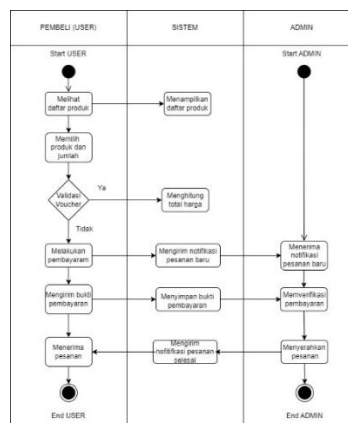 PEMBELI (USER)
SISTEM
ADMIN
Start USER
Start ADMIN
Melihat
daftar produk
Menampilkan
daftar produk
Memilih
produk dan
jumlah
Validasi
Voucher
Ya
Menghitung
total harga
Tidak
Melakukan
pembayaram
Mengirim notifikasi
pesanan baru
Menerima
notifikasi
pesanan baru
Mengirim bukti
pembayaran
Menyimpan bukti
pembayaran
Memverifikasi
pembayaran
Menerima
pesanan
Mengirim
notifikasi pesanan
selesai
Menyerahkan
pesanan
End USER
End ADMIN